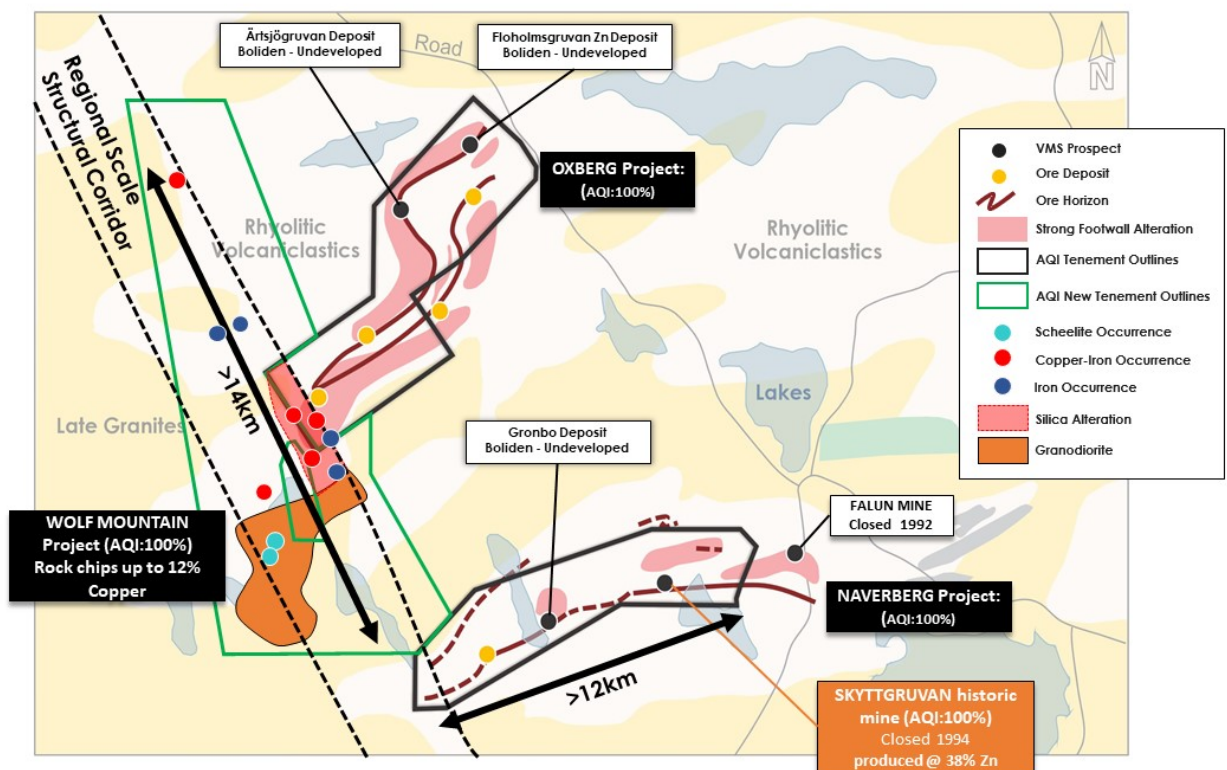 Ärtsjögruvan Deposit
Boliden - Undeveloped
Floholmsgruvan Zn Deposit
Boliden - Undeveloped
Road
N
Regional Scale
Structural Corridor
OXBERG Project:
(AQI:100%)
Rhyolitic
Volcaniclastics
Rhyolitic
Volcaniclastics
VMS Prospect
Ore Deposit
Ore Horizon
Strong Footwall Alteration
AQI Tenement Outlines
AQI New Tenement Outlines
Scheelite Occurrence
Copper-Iron Occurrence
Iron Occurrence
Silica Alteration
Granodiorite
>14km
Lakes
Late Granites
Gronbo Deposit
Boliden - Undeveloped
WOLF MOUNTAIN
Project (AQI:100%)
Rock chips up to 12%
Copper
FALUN MINE
Closed 1992
NAVERBERG Project:
(AQI:100%)
>12km
SKYTTGRUVAN historic
mine (AQI:100%)
Closed 1994
produced @ 38% Zn